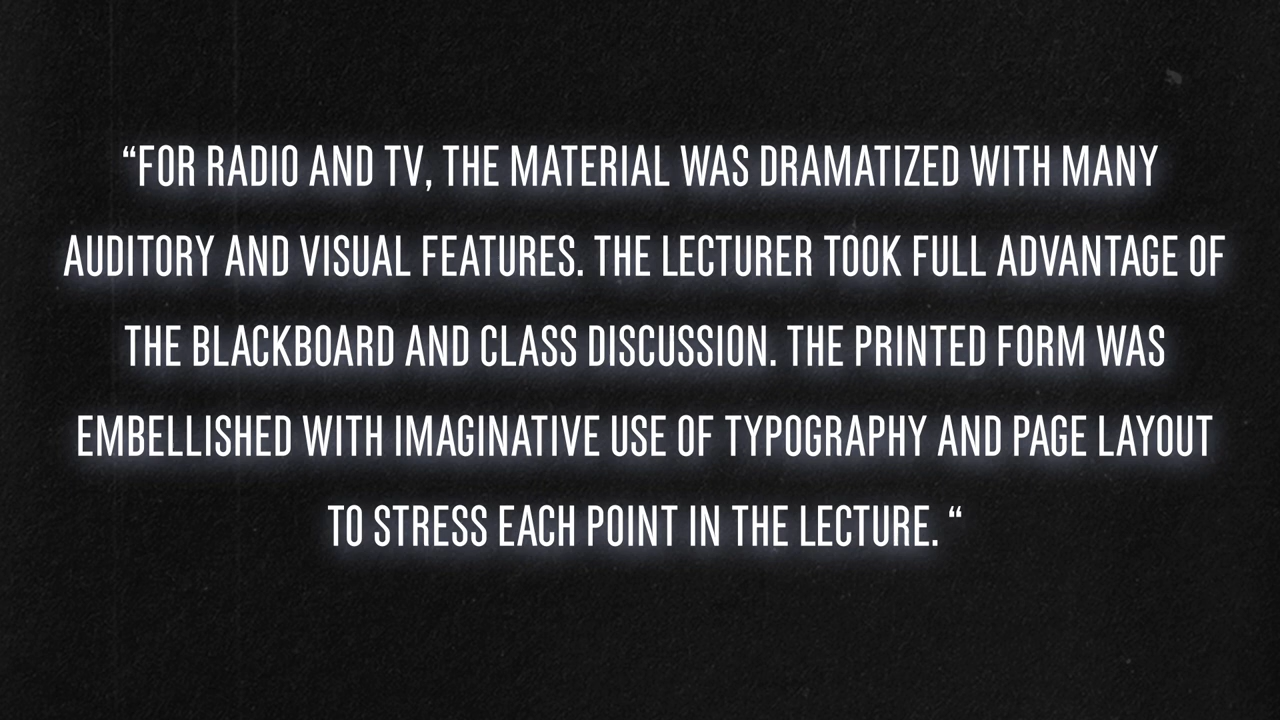 “FOR RADIO AND TV, THE MATERIAL WAS DRAMATIZED WITH MANY
AUDITORY AND VISUAL FEATURES. THE LECTURER TOOK FULL ADVANTAGE OF
THE BLACKBOARD AND CLASS DISCUSSION. THE PRINTED FORM WAS
EMBELLISHED WITH IMAGINATIVE USE OF TYPOGRAPHY AND PAGE LAYOUT
TO STRESS EACH POINT IN THE LECTURE. “